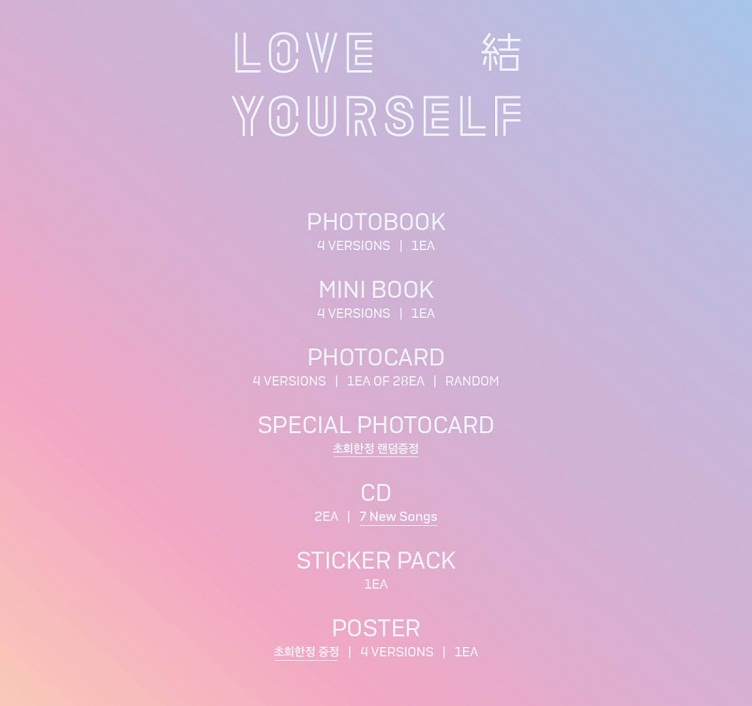 LOVE 結
YOURSELF
PHOTOBOOK
4 VERSIONS | 1EA
MINI BOOK
4 VERSIONS | 1EA
PHOTOCARD
4 VERSIONS | 1EA OF 28EA | RANDOM
SPECIAL PHOTOCARD
초회한정 랜덤증정
CD
2EA | 7 New Songs
STICKER PACK
1EA
POSTER
초회한정 증정 | 4 VERSIONS | 1EA